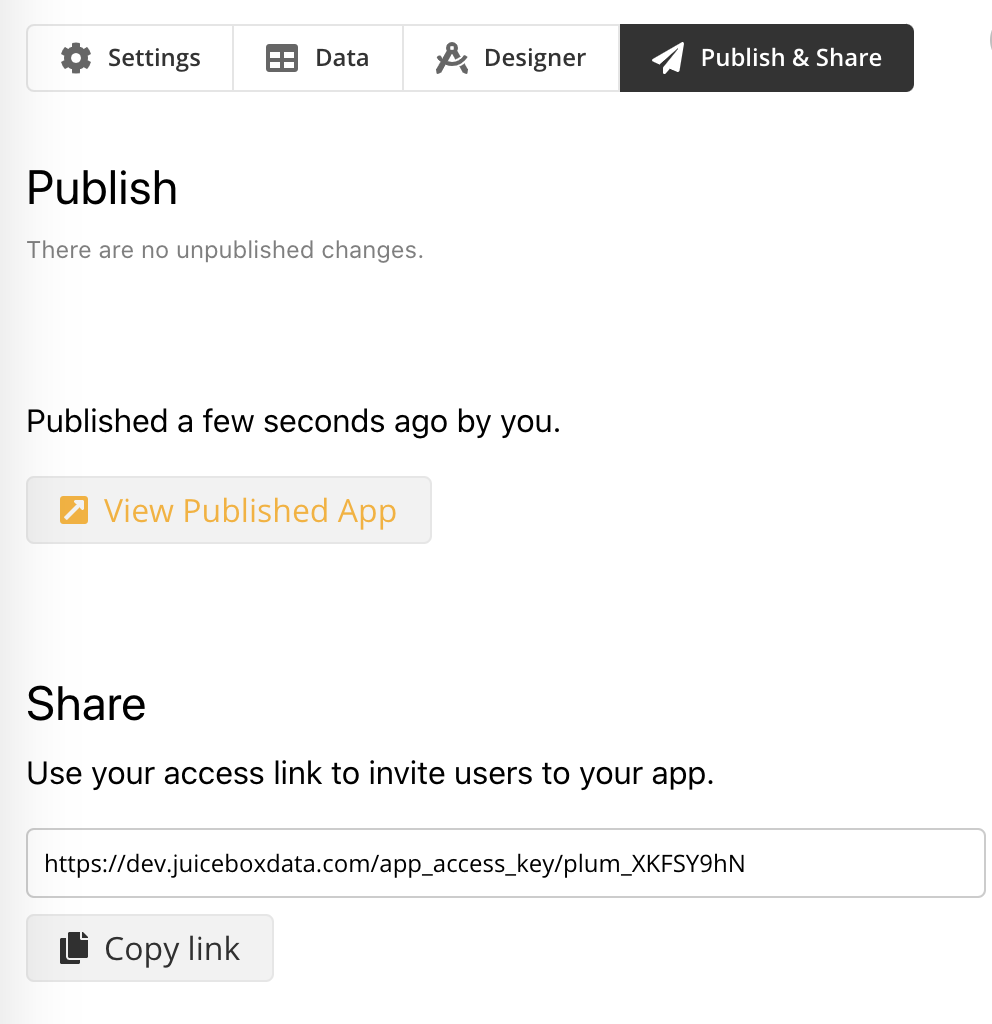 Settings Data Designer Publish & Share
Publish
There are no unpublished changes.
Published a few seconds ago by you.
View Published App
Share
Use your access link to invite users to your app.
https://dev.juiceboxdata.com/app_access_key/plum_XKFSY9hN
Copy link